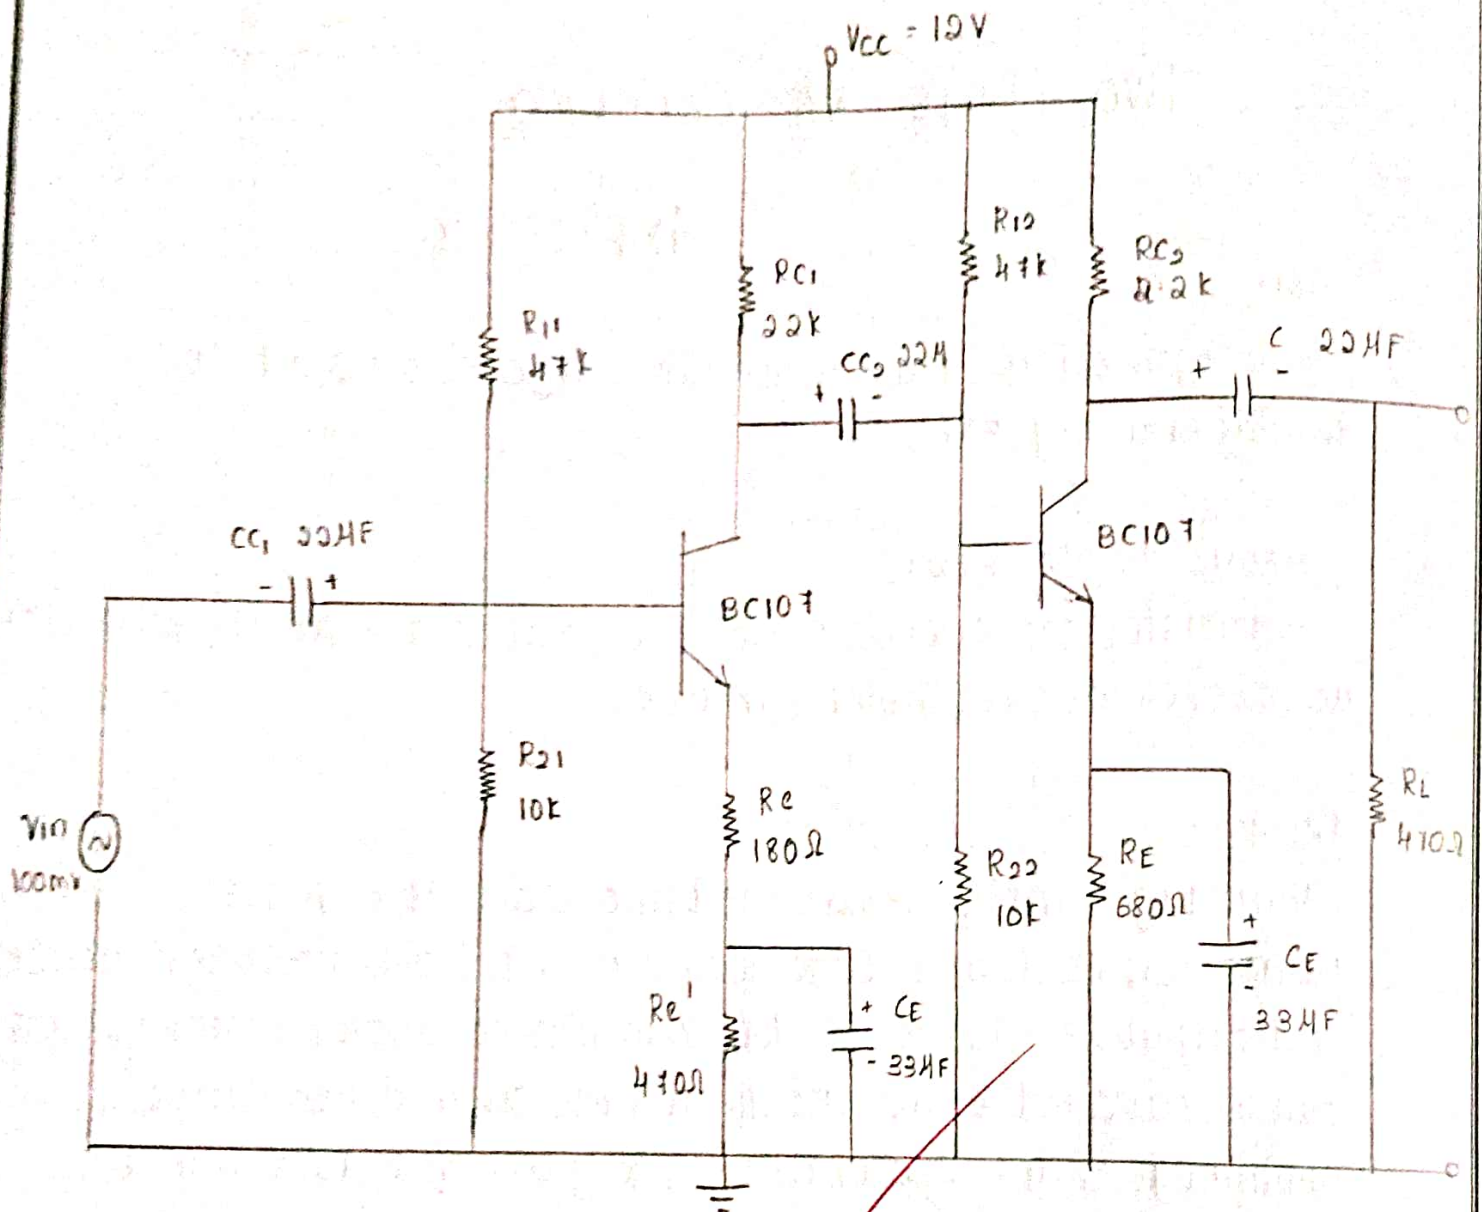 VCC = 12V
R11
47K
RC1
22K
R12
47K
RC2
2.2K
CC2 22µ
+ -
C 22µF
+ -
CC1 22µF
- +
BC107
BC107
R21
10K
Re
180Ω
R22
10K
RE
680Ω
RL
470Ω
Vin
100mv
+ CE
- 33µF
Re'
470Ω
+
CE
-
33µF